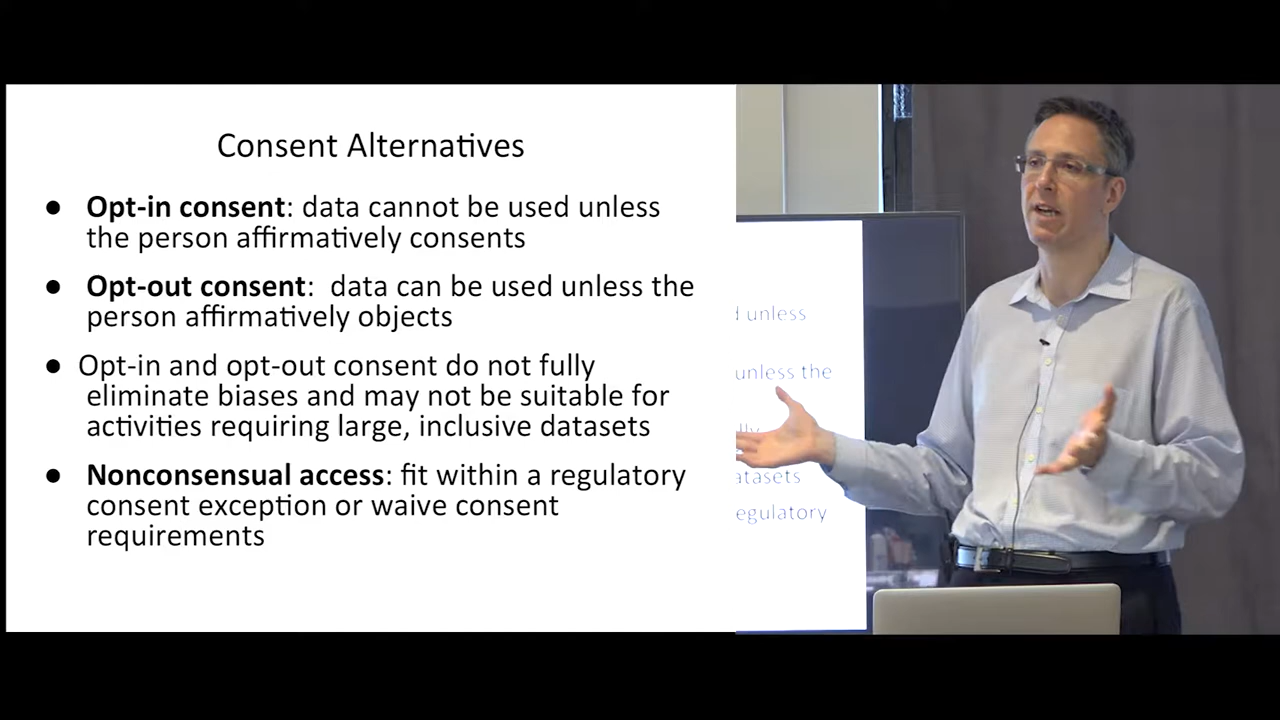 Consent Alternatives
● Opt-in consent: data cannot be used unless
the person affirmatively consents
● Opt-out consent:  data can be used unless the
person affirmatively objects
● Opt-in and opt-out consent do not fully
eliminate biases and may not be suitable for
activities requiring large, inclusive datasets
● Nonconsensual access: fit within a regulatory
consent exception or waive consent
requirements
unless
unless the